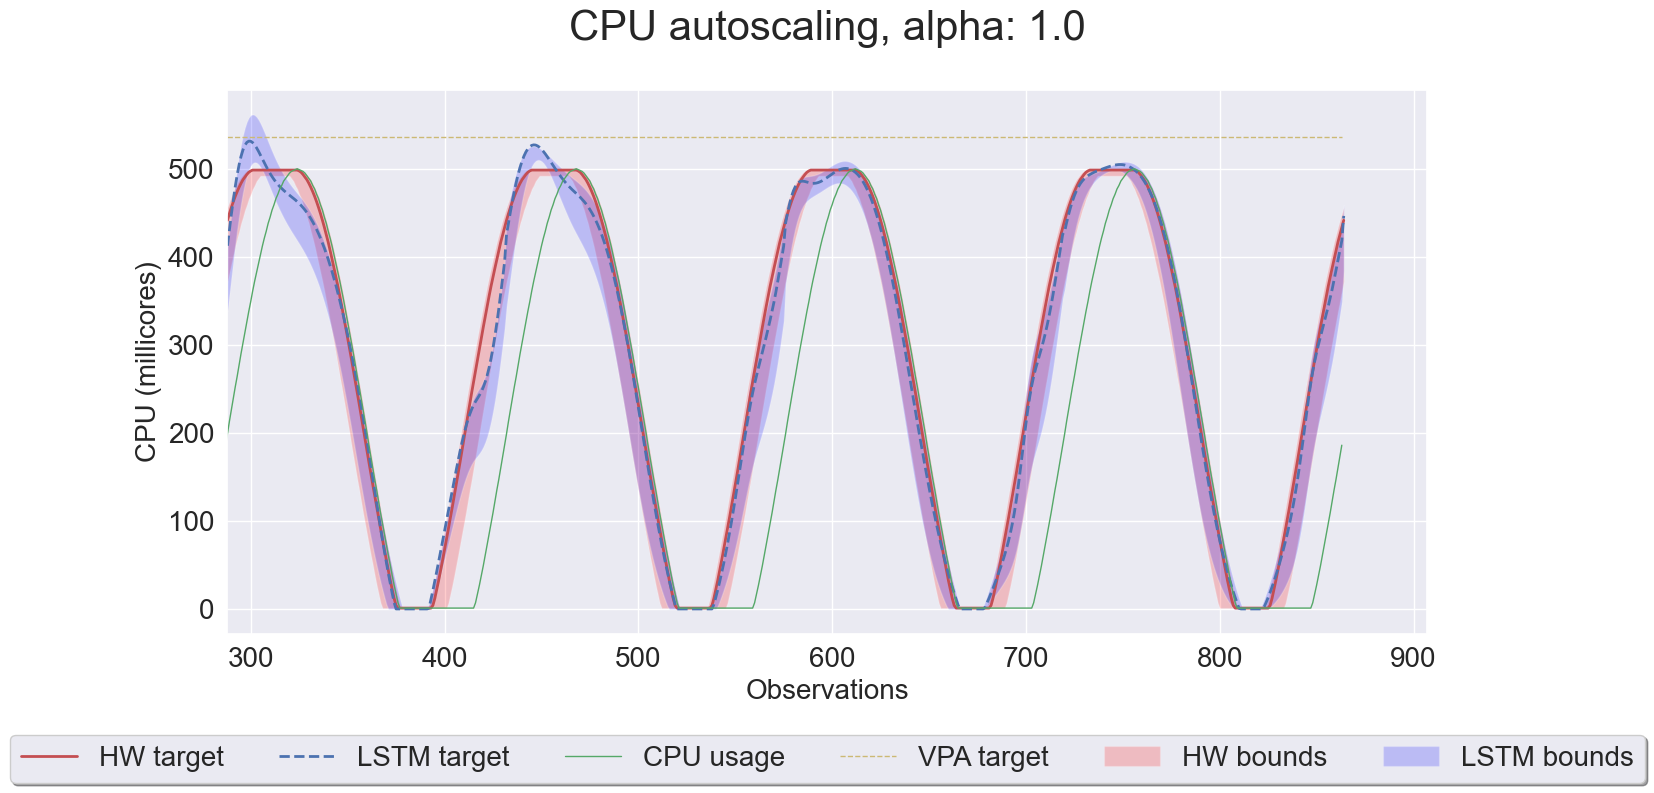 CPU autoscaling, alpha: 1.0
500
400
300
200
100
0
CPU (millicores)
300 400 500 600 700 800 900
Observations
HW target LSTM target CPU usage VPA target HW bounds LSTM bounds